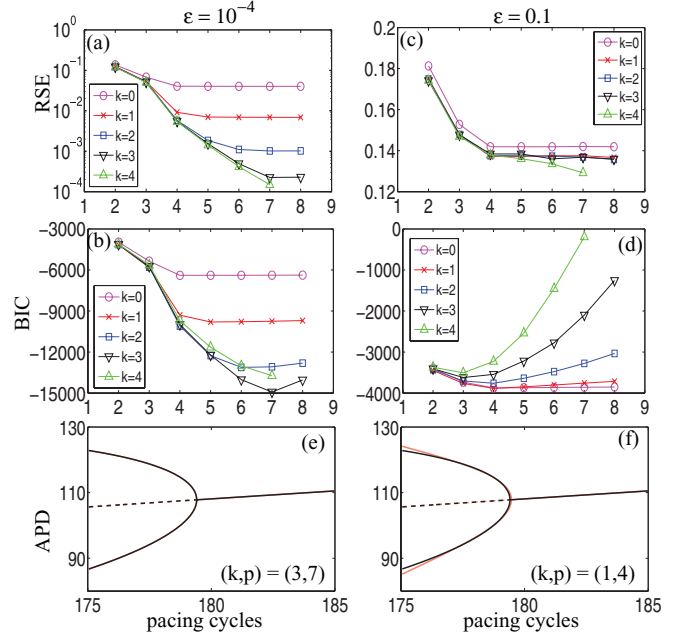 ε = 10⁻⁴
ε = 0.1
(a)
RSE
10⁰
10⁻¹
10⁻²
10⁻³
10⁻⁴
k=0
k=1
k=2
k=3
k=4
1 2 3 4 5 6 7 8 9
(c)
0.2
0.18
0.16
0.14
0.12
k=0
k=1
k=2
k=3
k=4
1 2 3 4 5 6 7 8 9
(b)
BIC
−3000
−6000
−9000
−12000
−15000
k=0
k=1
k=2
k=3
k=4
1 2 3 4 5 6 7 8 9
(d)
0
−1000
−2000
−3000
−4000
k=0
k=1
k=2
k=3
k=4
1 2 3 4 5 6 7 8 9
(e)
APD
130
110
90
(k,p) = (3,7)
175 180 185
pacing cycles
(f)
130
110
90
80
(k,p) = (1,4)
175 180 185
pacing cycles